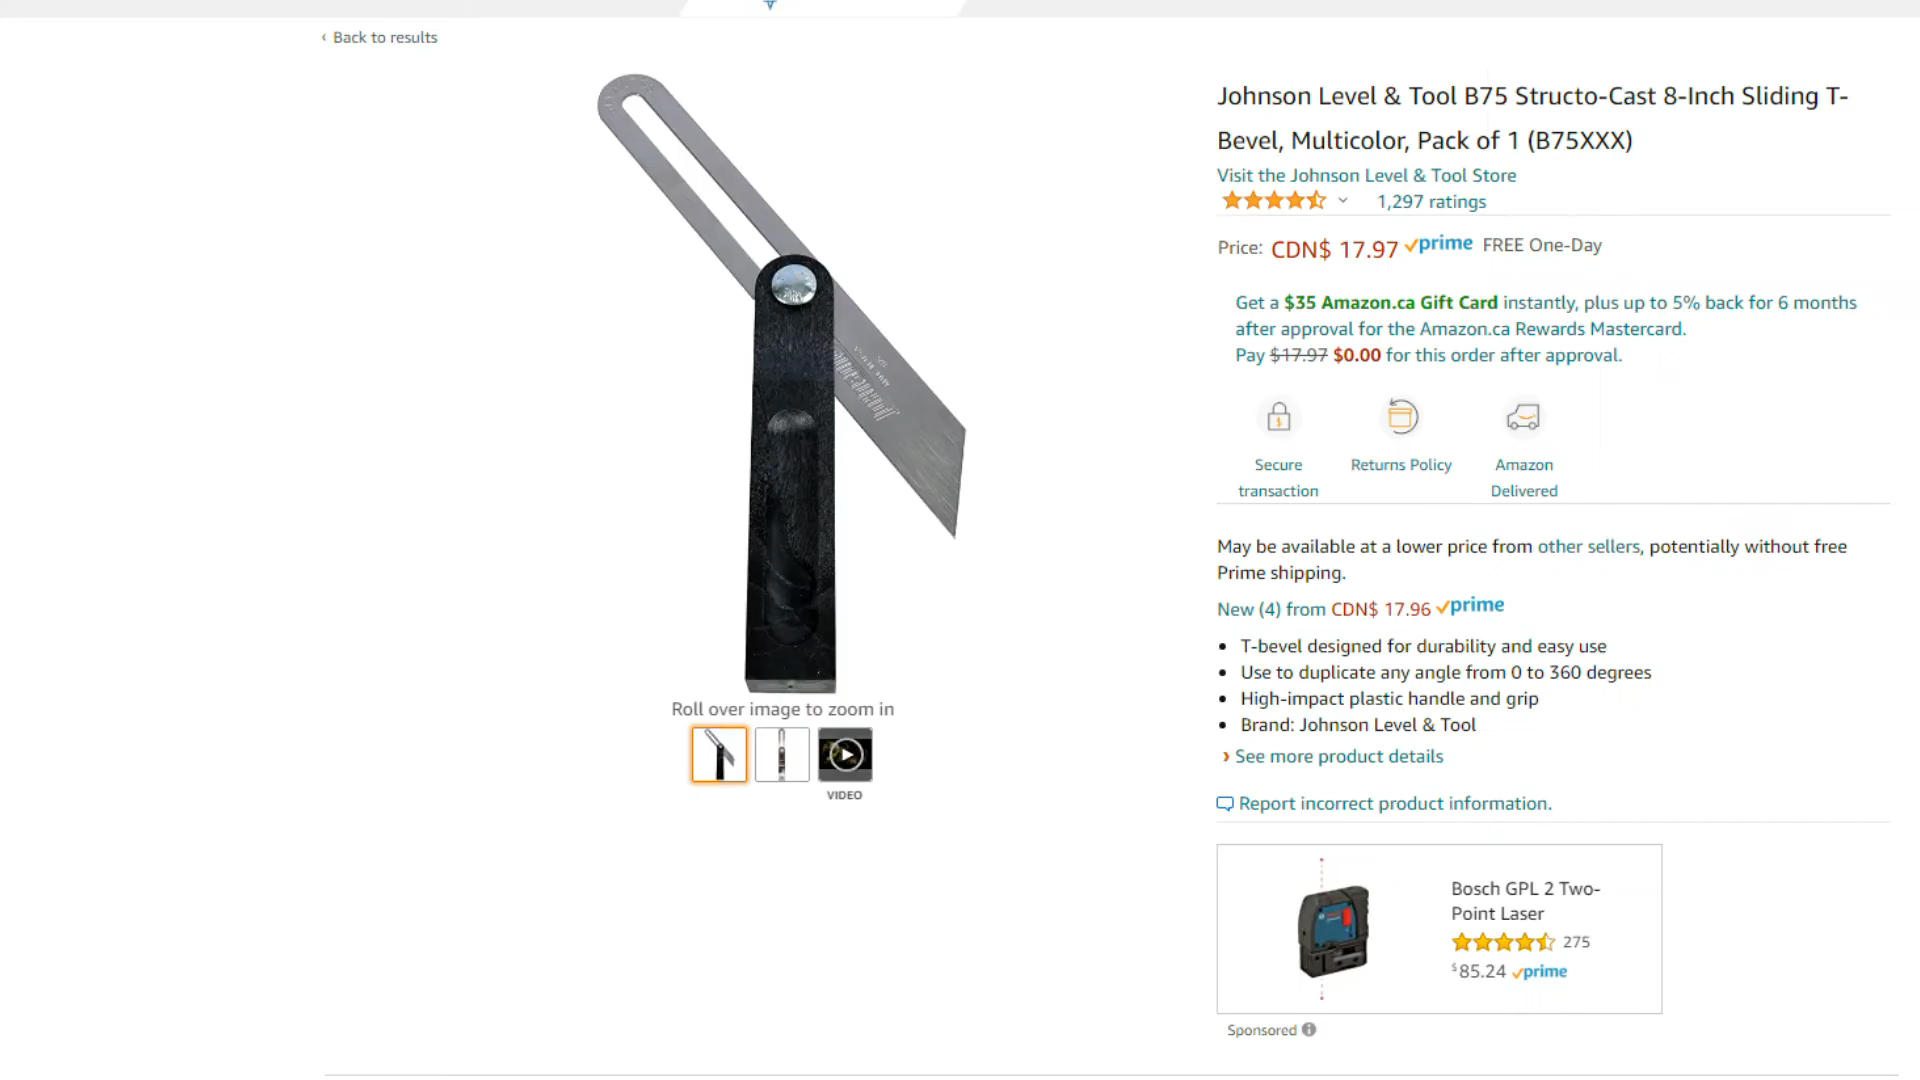 ‹ Back to results
Johnson Level & Tool B75 Structo-Cast 8-Inch Sliding T-
Bevel, Multicolor, Pack of 1 (B75XXX)
Visit the Johnson Level & Tool Store
1,297 ratings
Price: CDN$ 17.97 prime FREE One-Day
Get a $35 Amazon.ca Gift Card instantly, plus up to 5% back for 6 months
after approval for the Amazon.ca Rewards Mastercard.
Pay $17.97 $0.00 for this order after approval.
Secure
transaction
Returns Policy
Amazon
Delivered
May be available at a lower price from other sellers, potentially without free
Prime shipping.
New (4) from CDN$ 17.96 prime
• T-bevel designed for durability and easy use
• Use to duplicate any angle from 0 to 360 degrees
• High-impact plastic handle and grip
• Brand: Johnson Level & Tool
› See more product details
Report incorrect product information.
Roll over image to zoom in
VIDEO
Bosch GPL 2 Two-
Point Laser
275
$85.24 prime
Sponsored